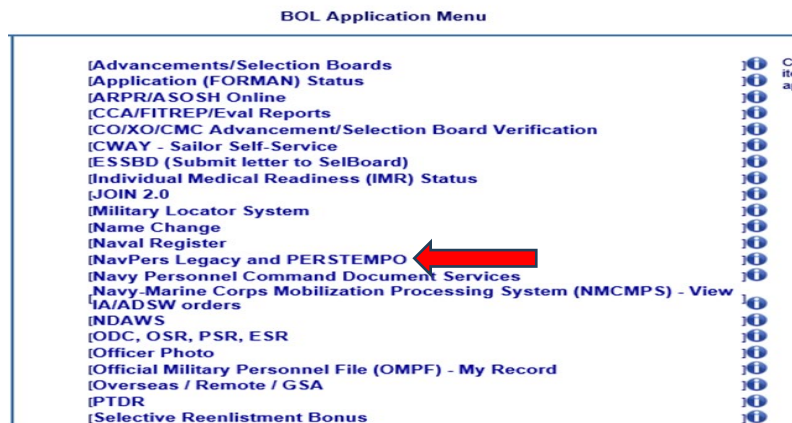 BOL Application Menu
[Advancements/Selection Boards ]
[Application (FORMAN) Status ]
[ARPR/ASOSH Online ]
[CCA/FITREP/Eval Reports ]
[CO/XO/CMC Advancement/Selection Board Verification ]
[CWAY - Sailor Self-Service ]
[ESSBD (Submit letter to SelBoard) ]
[Individual Medical Readiness (IMR) Status ]
[JOIN 2.0 ]
[Military Locator System ]
[Name Change ]
[Naval Register ]
[NavPers Legacy and PERSTEMPO ]
[Navy Personnel Command Document Services ]
[Navy-Marine Corps Mobilization Processing System (NMCMPS) - View
IA/ADSW orders ]
[NDAWS ]
[ODC, OSR, PSR, ESR ]
[Officer Photo ]
[Official Military Personnel File (OMPF) - My Record ]
[Overseas / Remote / GSA ]
[PTDR ]
[Selective Reenlistment Bonus ]